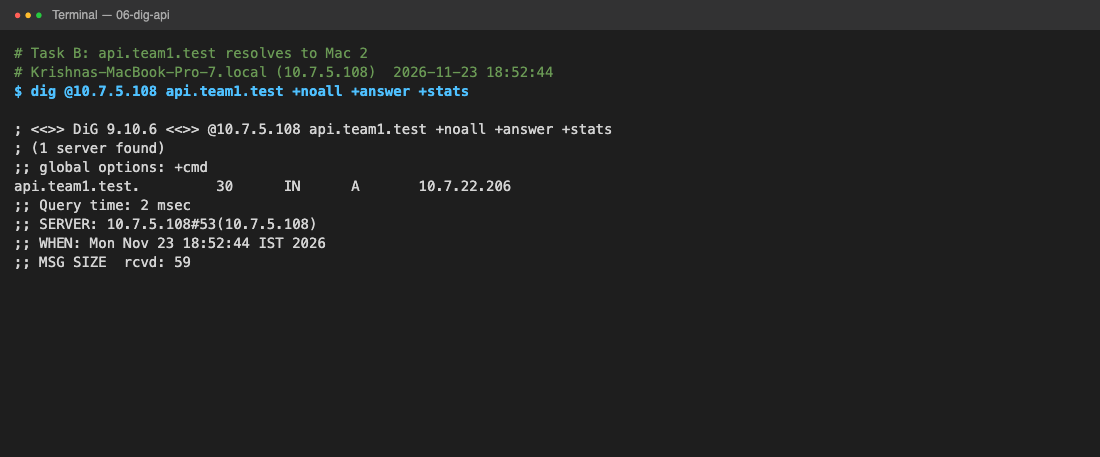 Terminal — 06-dig-api
# Task B: api.team1.test resolves to Mac 2
# Krishnas-MacBook-Pro-7.local (10.7.5.108)  2026-11-23 18:52:44
$ dig @10.7.5.108 api.team1.test +noall +answer +stats
; <<>> DiG 9.10.6 <<>> @10.7.5.108 api.team1.test +noall +answer +stats
; (1 server found)
;; global options: +cmd
api.team1.test.         30      IN      A       10.7.22.206
;; Query time: 2 msec
;; SERVER: 10.7.5.108#53(10.7.5.108)
;; WHEN: Mon Nov 23 18:52:44 IST 2026
;; MSG SIZE  rcvd: 59